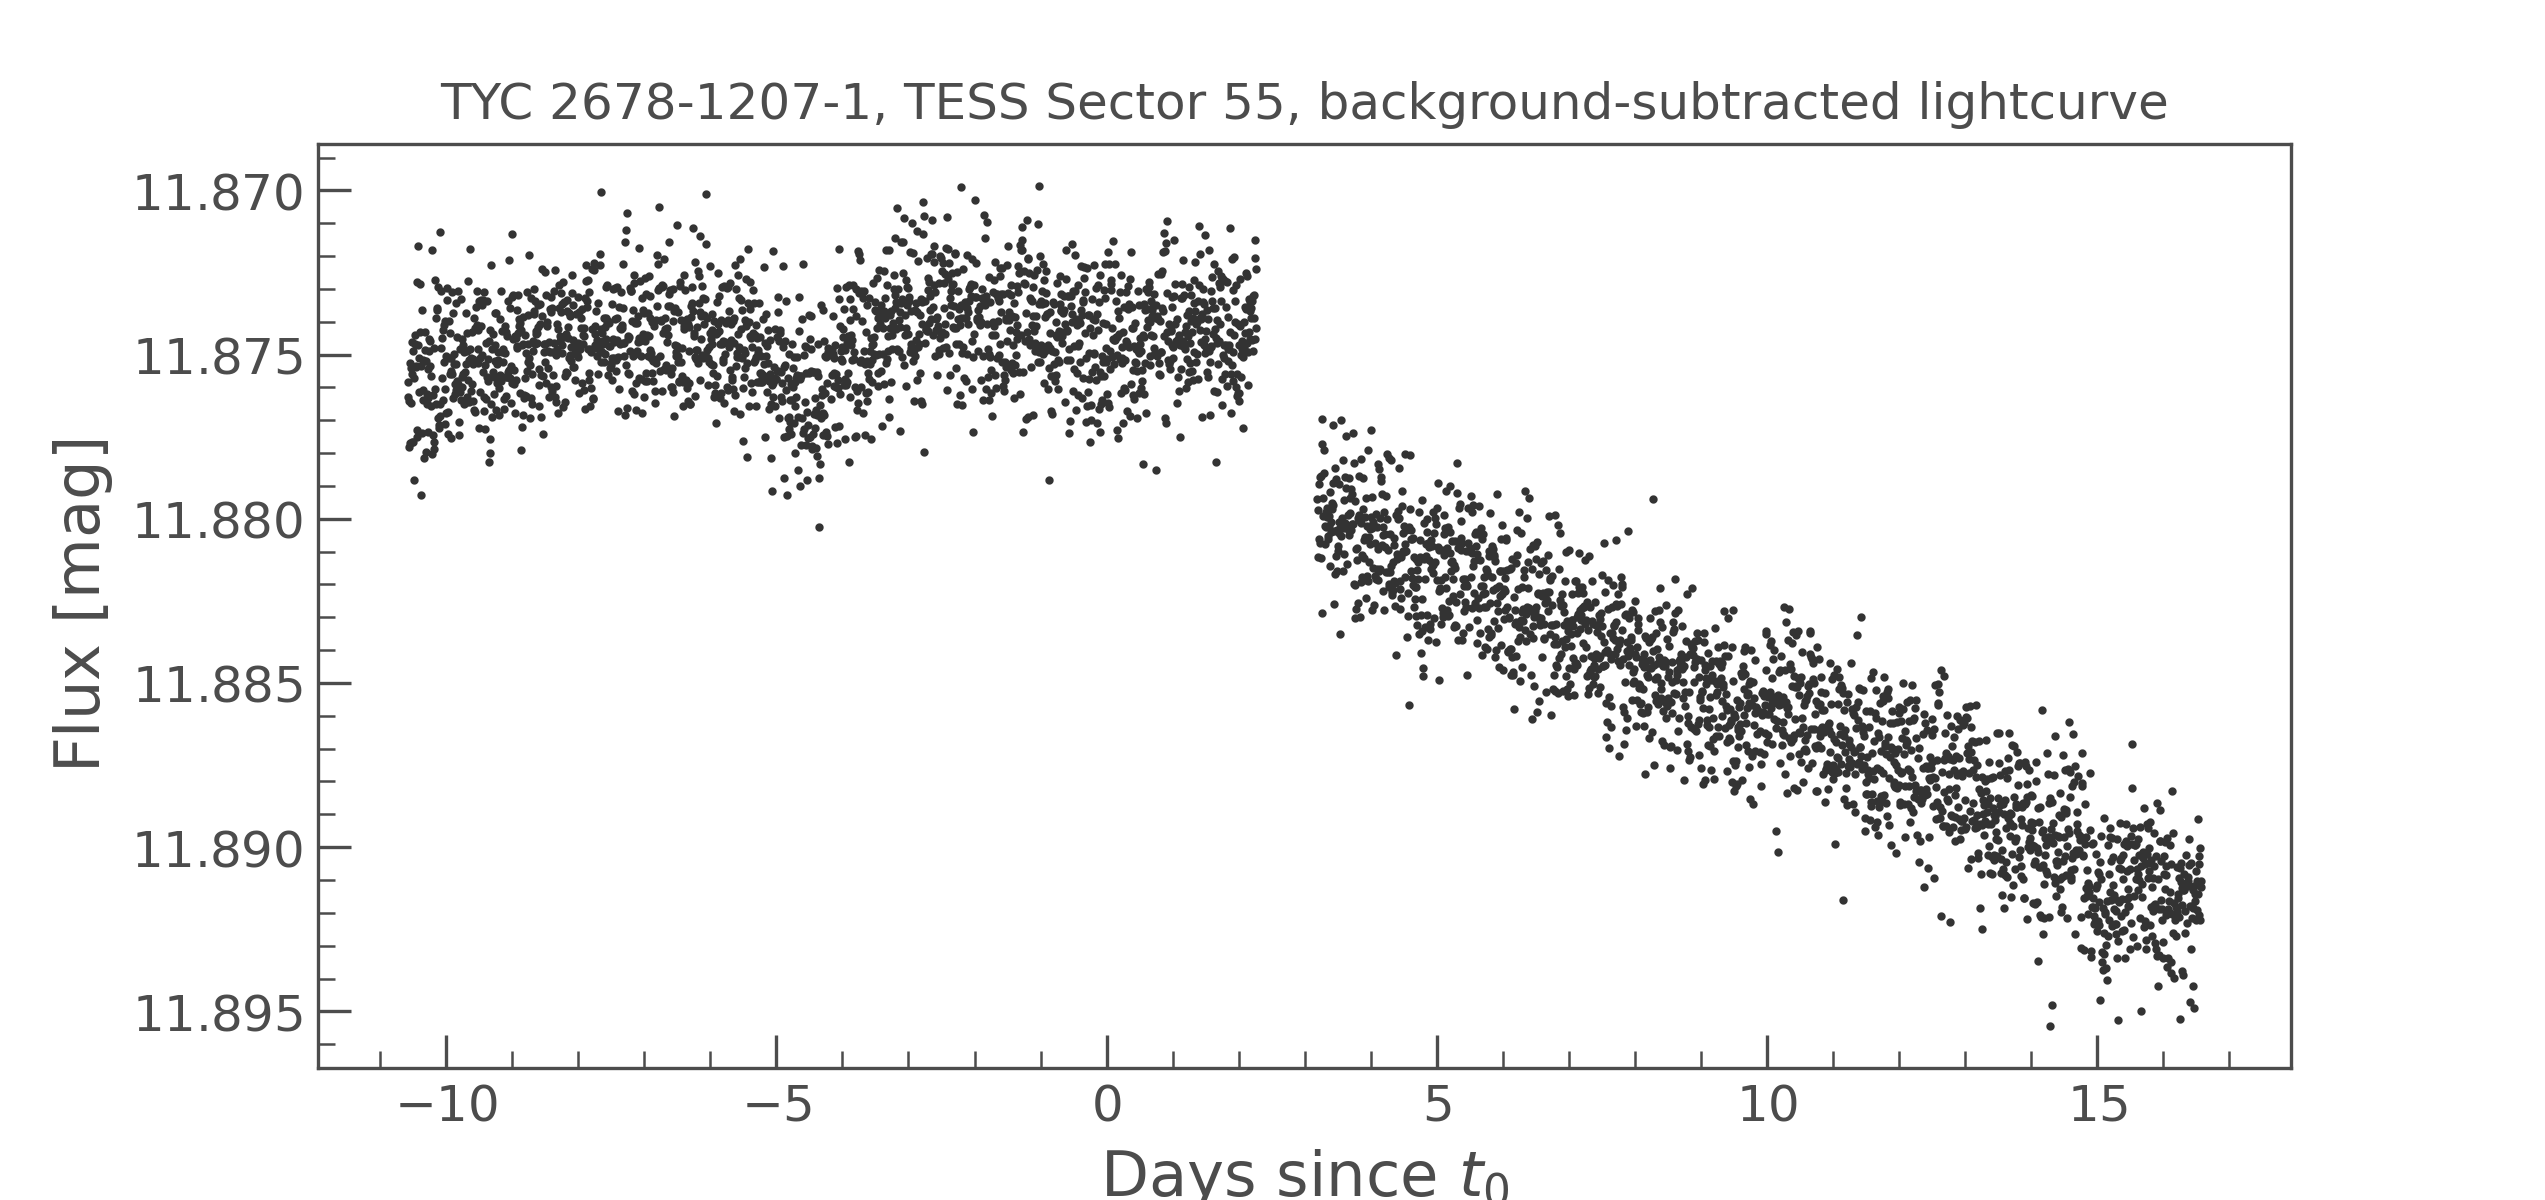 TYC 2678-1207-1, TESS Sector 55, background-subtracted lightcurve
11.870
11.875
11.880
11.885
11.890
11.895
Flux [mag]
−10 −5 0 5 10 15
Days since t₀